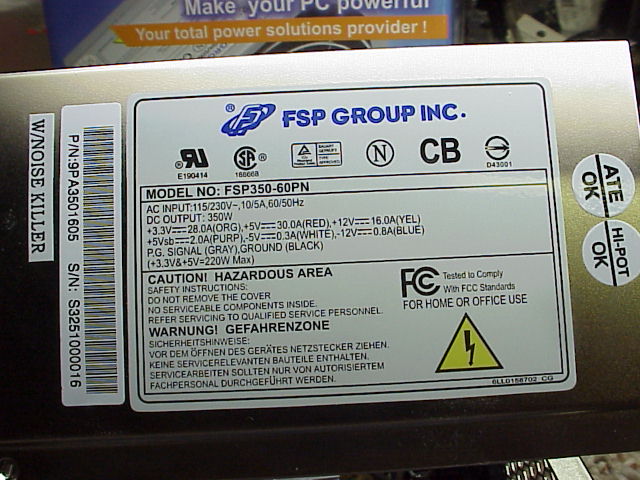 Make your PC powerful
Your total power solutions provider !
W/NOISE KILLER
P/N:9PA3501605 S/N: S3251000016
® FSP GROUP INC.
E190414
168668
N
CB
D43001
MODEL NO: FSP350-60PN
AC INPUT:115/230V~,10/5A,60/50Hz
DC OUTPUT: 350W
+3.3V⎓28.0A(ORG),+5V⎓30.0A(RED),+12V⎓16.0A(YEL)
+5Vsb⎓2.0A(PURP),-5V⎓0.3A(WHITE),-12V⎓0.8A(BLUE)
P.G. SIGNAL (GRAY),GROUND (BLACK)
(+3.3V&+5V=220W Max)
CAUTION! HAZARDOUS AREA
SAFETY INSTRUCTIONS:
DO NOT REMOVE THE COVER
NO SERVICEABLE COMPONENTS INSIDE.
REFER SERVICING TO QUALIFIED SERVICE PERSONNEL.
WARNUNG! GEFAHRENZONE
SICHERHEITSHINWEISE:
VOR DEM ÖFFNEN DES GERÄTES NETZSTECKER ZIEHEN.
KEINE SERVICERELEVANTEN BAUTEILE ENTHALTEN.
SERVICEARBEITEN SOLLTEN NUR VON AUTORISIERTEM
FACHPERSONAL DURCHGEFÜHRT WERDEN.
FCC Tested to Comply
With FCC Standards
FOR HOME OR OFFICE USE
6LL0158702 CG
ATE
OK
HI-POT
OK